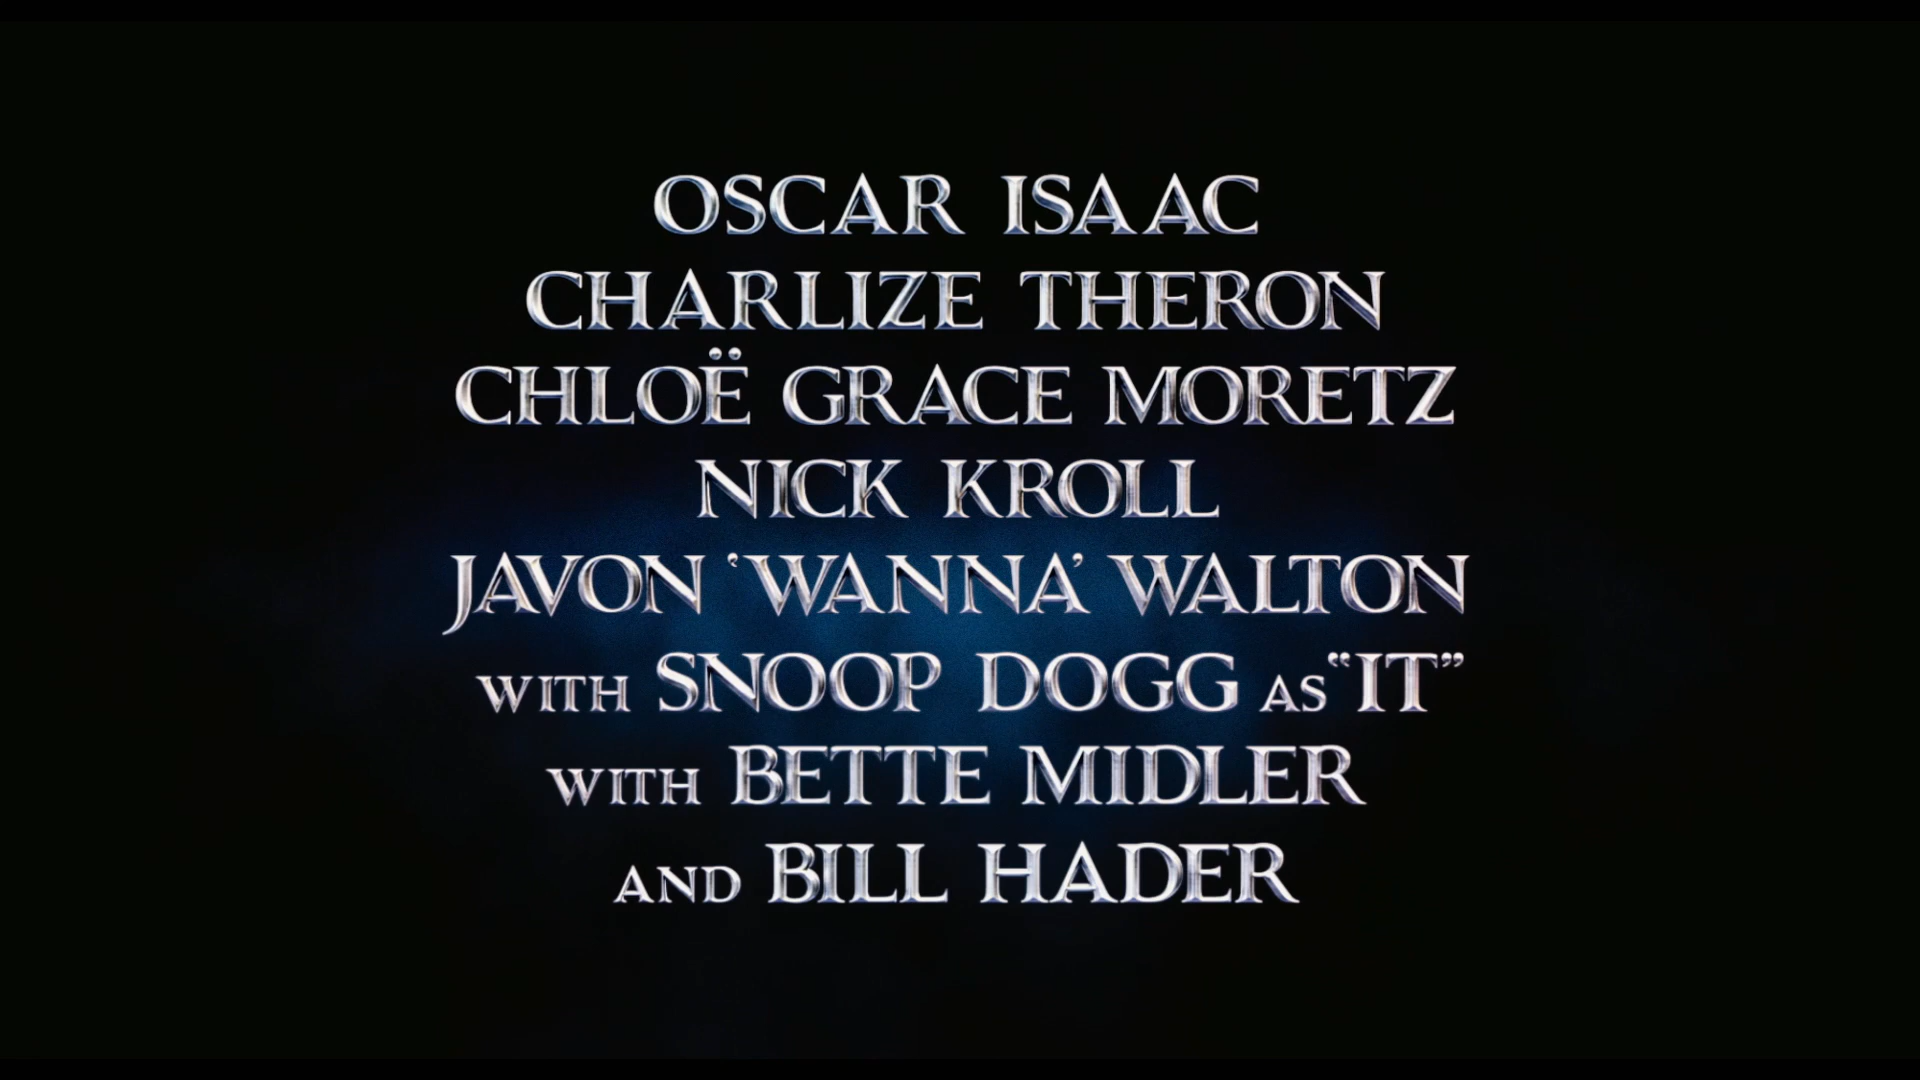 OSCAR ISAAC
CHARLIZE THERON
CHLOË GRACE MORETZ
NICK KROLL
JAVON ‘WANNA’ WALTON
WITH SNOOP DOGG AS “IT”
WITH BETTE MIDLER
AND BILL HADER